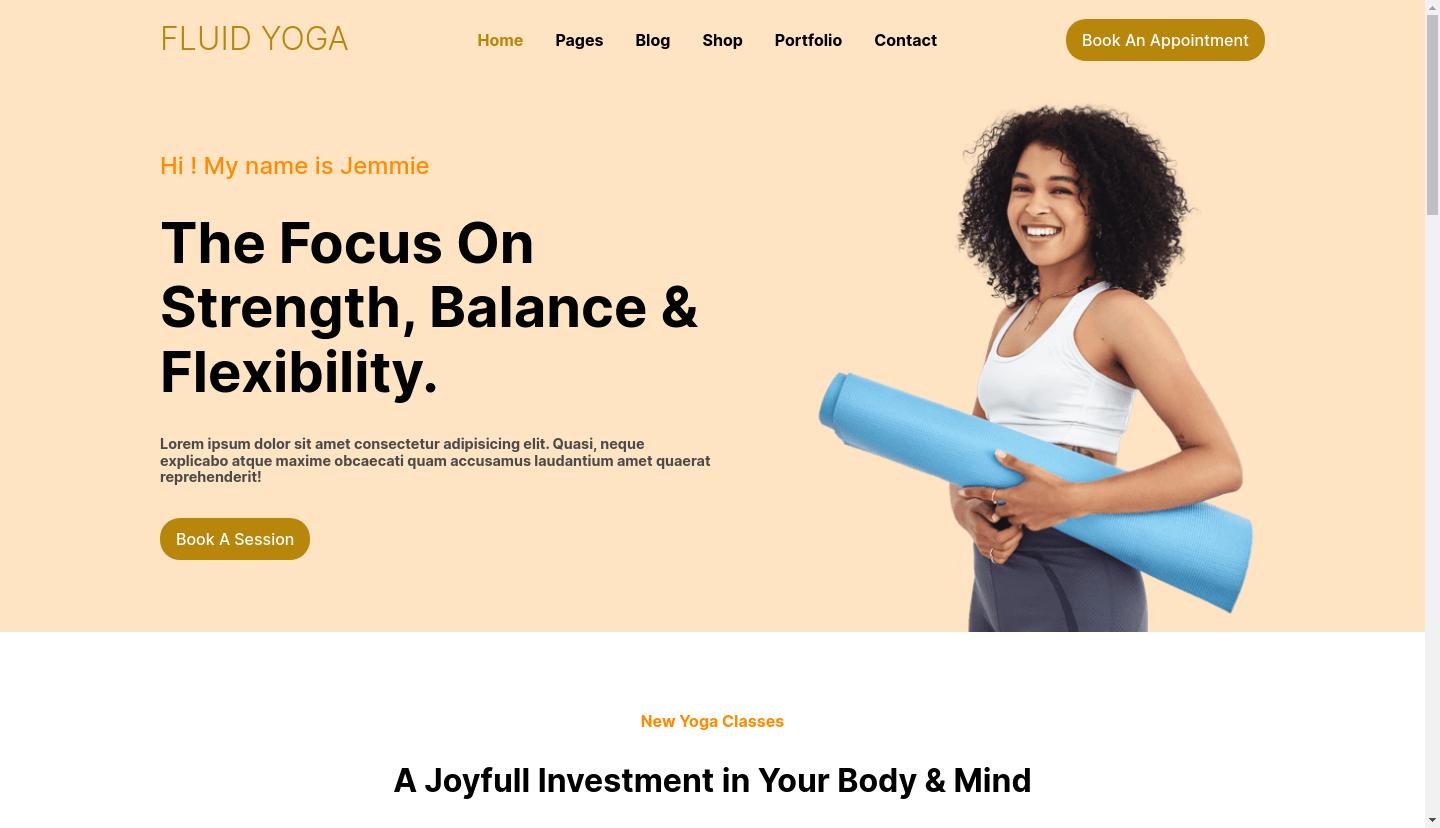 FLUID YOGA
Home Pages Blog Shop Portfolio Contact
Book An Appointment
Hi ! My name is Jemmie
The Focus On
Strength, Balance &
Flexibility.
Lorem ipsum dolor sit amet consectetur adipisicing elit. Quasi, neque
explicabo atque maxime obcaecati quam accusamus laudantium amet quaerat
reprehenderit!
Book A Session
New Yoga Classes
A Joyfull Investment in Your Body & Mind